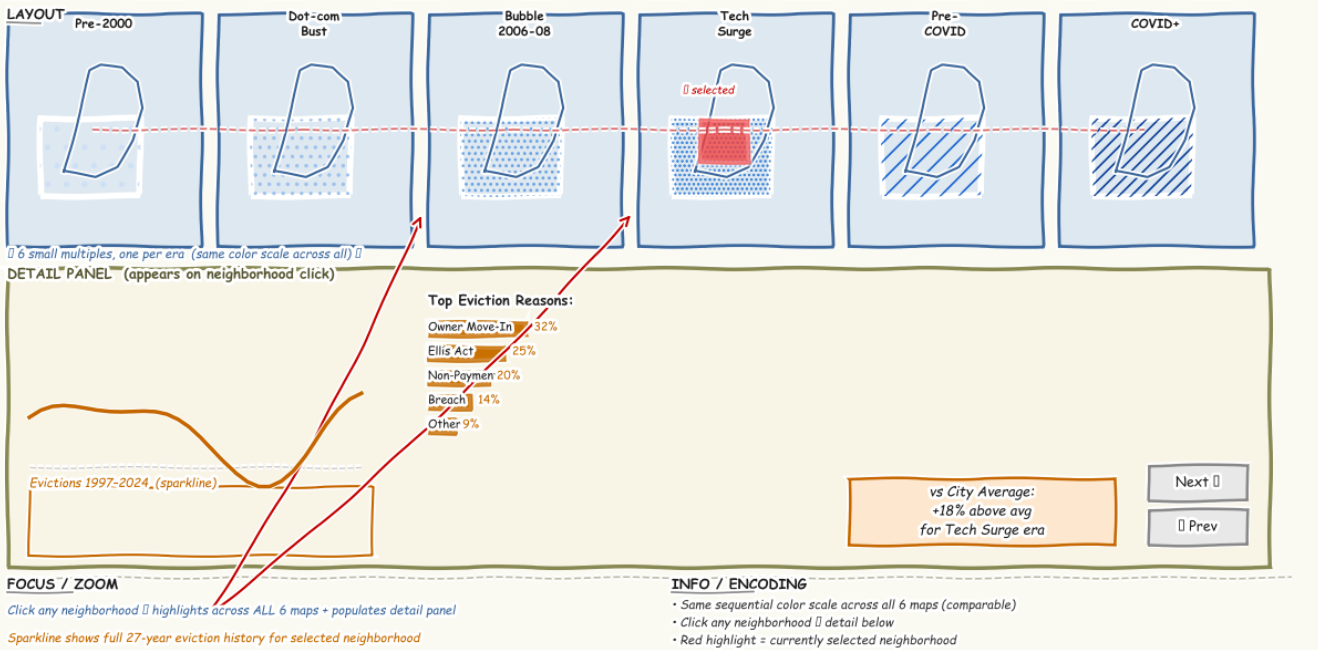 LAYOUT
Pre-2000
Dot-com
Bust
Bubble
2006-08
Tech
Surge
Pre-
COVID
COVID+
selected
6 small multiples, one per era (same color scale across all)
DETAIL PANEL (appears on neighborhood click)
Top Eviction Reasons:
Owner Move-In 32%
Ellis Act 25%
Non-Paymen 20%
Breach 14%
Other 9%
Evictions 1997-2024 (sparkline)
vs City Average:
+18% above avg
for Tech Surge era
Next
Prev
FOCUS / ZOOM
Click any neighborhood highlights across ALL 6 maps + populates detail panel
Sparkline shows full 27-year eviction history for selected neighborhood
INFO / ENCODING
• Same sequential color scale across all 6 maps (comparable)
• Click any neighborhood detail below
• Red highlight = currently selected neighborhood